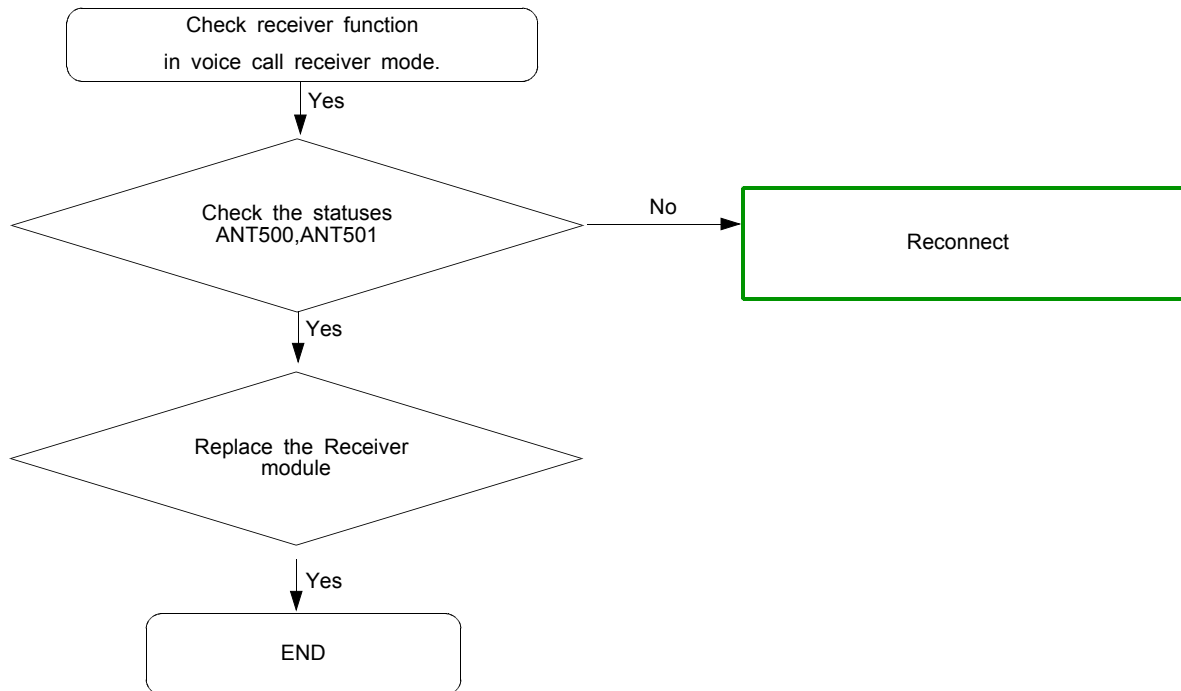 Check receiver function
in voice call receiver mode.
Yes
Check the statuses
ANT500,ANT501
No
Reconnect
Yes
Replace the Receiver
module
Yes
END